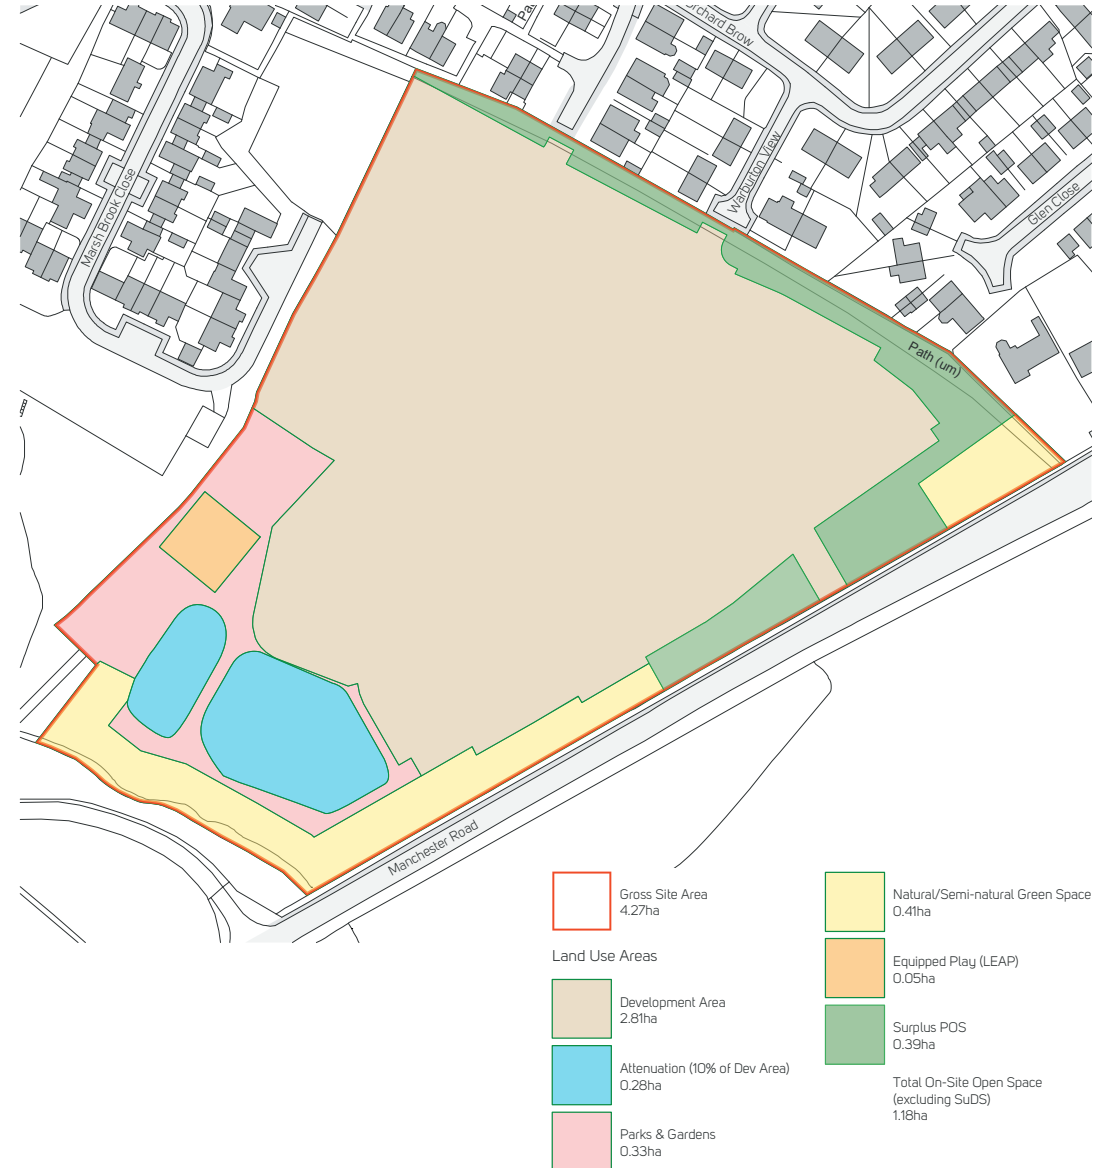 Orchard Brow
Marsh Brook Close
Warburton View
Glen Close
Path (um)
Manchester Road
Gross Site Area
4.27ha
Land Use Areas
Development Area
2.81ha
Attenuation (10% of Dev Area)
0.28ha
Parks & Gardens
0.33ha
Natural/Semi-natural Green Space
0.41ha
Equipped Play (LEAP)
0.05ha
Surplus POS
0.39ha
Total On-Site Open Space
(excluding SuDS)
1.18ha